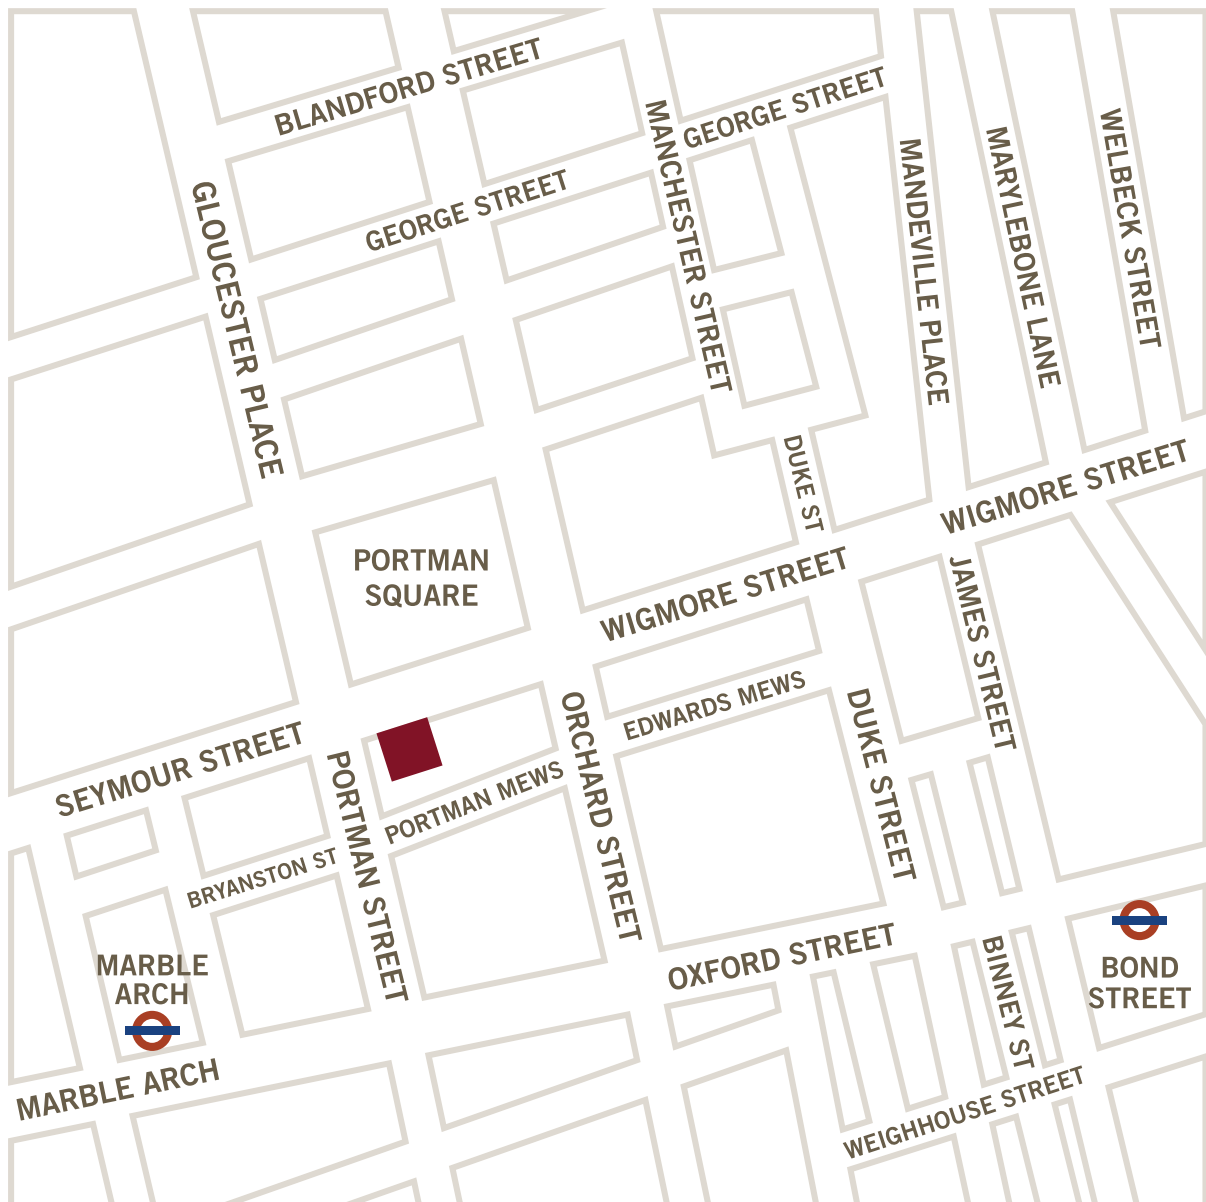 BLANDFORD STREET
GEORGE STREET
GEORGE STREET
MANCHESTER STREET
MANDEVILLE PLACE
MARYLEBONE LANE
WELBECK STREET
GLOUCESTER PLACE
DUKE ST
WIGMORE STREET
PORTMAN
SQUARE
WIGMORE STREET
JAMES STREET
EDWARDS MEWS
ORCHARD STREET
DUKE STREET
SEYMOUR STREET
PORTMAN STREET
PORTMAN MEWS
BRYANSTON ST
OXFORD STREET
BINNEY ST
MARBLE
ARCH
BOND
STREET
MARBLE ARCH
WEIGHHOUSE STREET